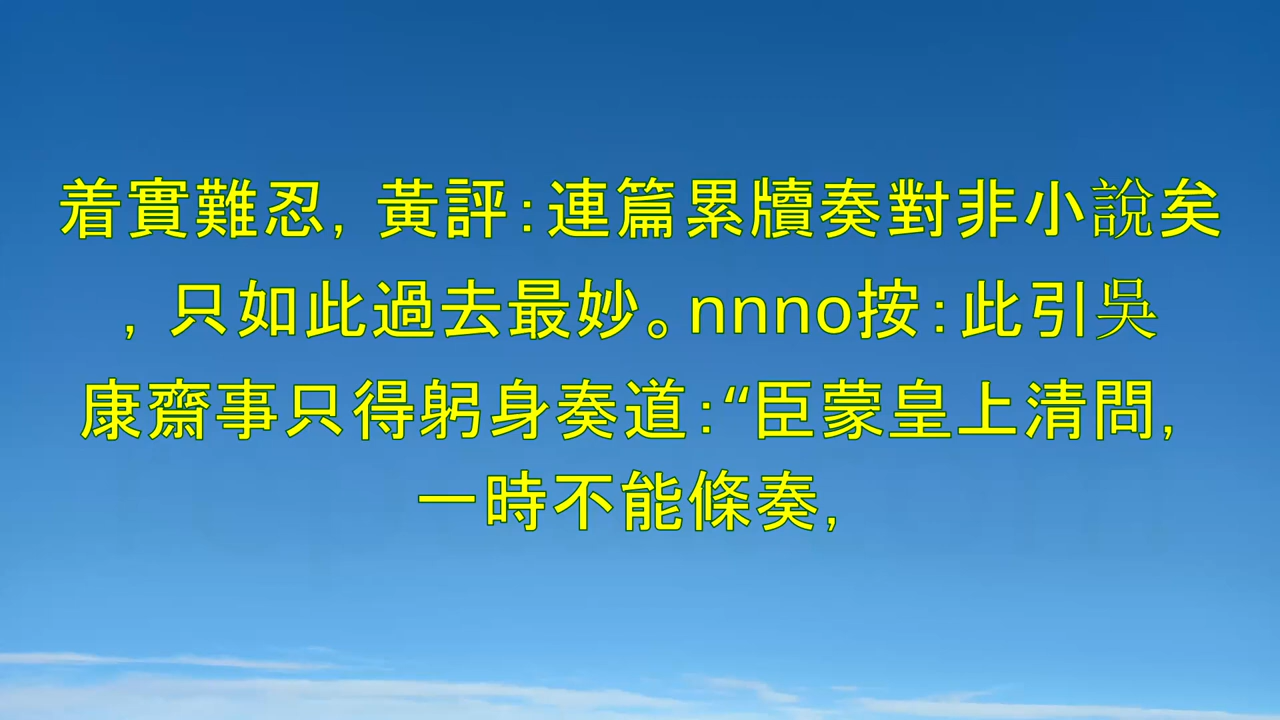 着實難忍，黃評：連篇累牘奏對非小說矣
，只如此過去最妙。nnno按：此引吳
康齋事只得躬身奏道：“臣蒙皇上清問，
一時不能條奏，